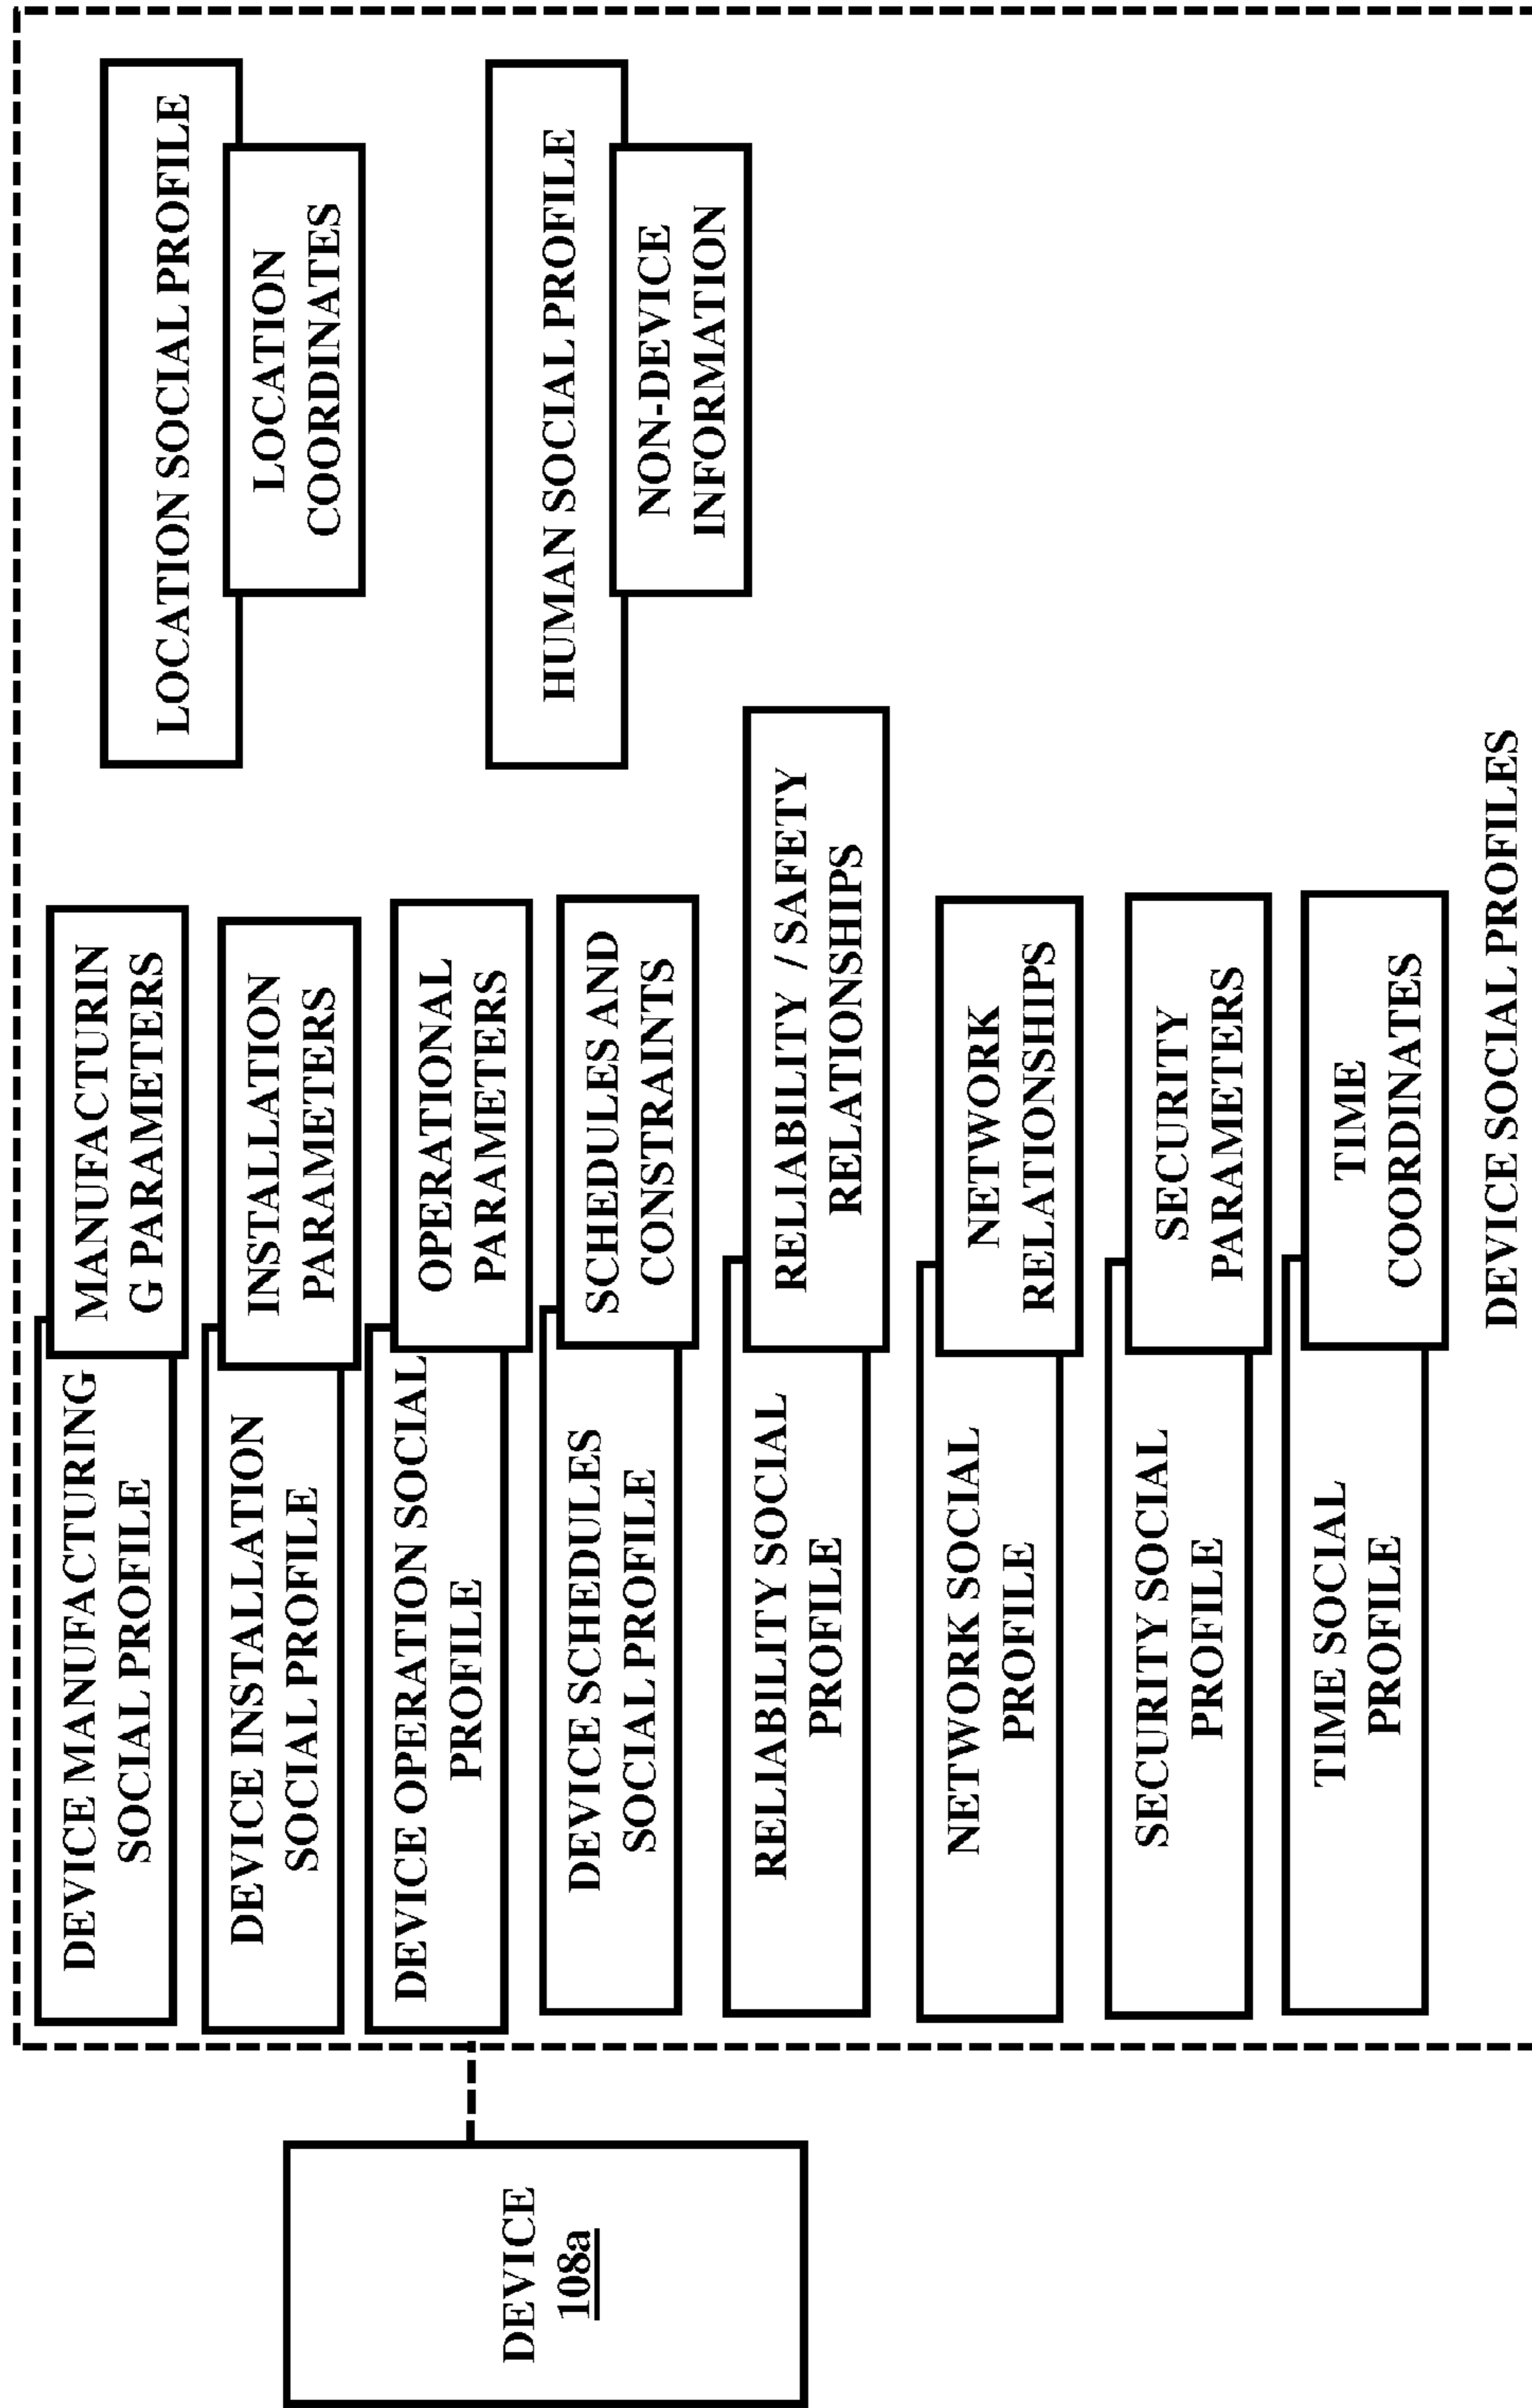 DEVICE
108a
DEVICE MANUFACTURING
SOCIAL PROFILE
MANUFACTURIN
G PARAMETERS
DEVICE INSTALLATION
SOCIAL PROFILE
INSTALLATION
PARAMETERS
DEVICE OPERATION SOCIAL
PROFILE
OPERATIONAL
PARAMETERS
DEVICE SCHEDULES
SOCIAL PROFILE
SCHEDULES AND
CONSTRAINTS
RELIABILITY SOCIAL
PROFILE
RELIABILITY / SAFETY
RELATIONSHIPS
NETWORK SOCIAL
PROFILE
NETWORK
RELATIONSHIPS
SECURITY SOCIAL
PROFILE
SECURITY
PARAMETERS
TIME SOCIAL
PROFILE
TIME
COORDINATES
LOCATION SOCIAL PROFILE
LOCATION
COORDINATES
HUMAN SOCIAL PROFILE
NON-DEVICE
INFORMATION
DEVICE SOCIAL PROFILES